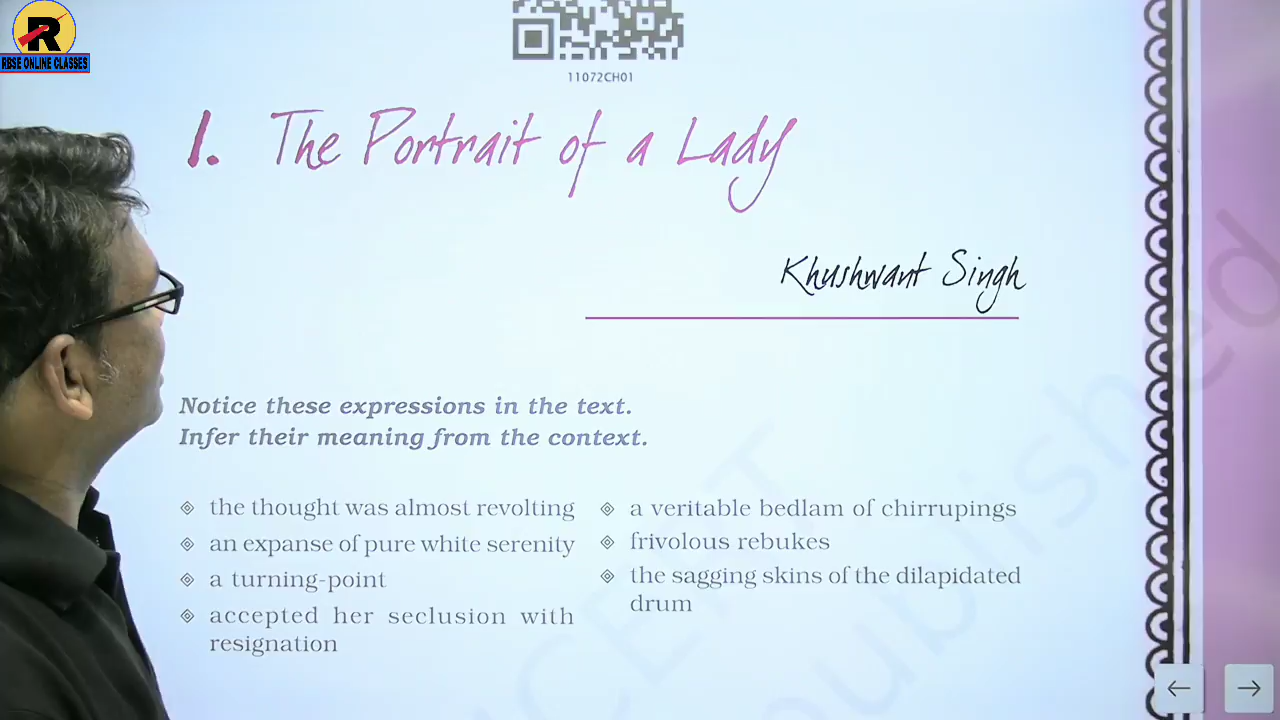 R
RBSE ONLINE CLASSES
11072CH01
1. The Portrait of a Lady
Khushwant Singh
Notice these expressions in the text.
Infer their meaning from the context.
the thought was almost revolting
an expanse of pure white serenity
a turning-point
accepted her seclusion with
resignation
a veritable bedlam of chirrupings
frivolous rebukes
the sagging skins of the dilapidated
drum
NCERT
republished